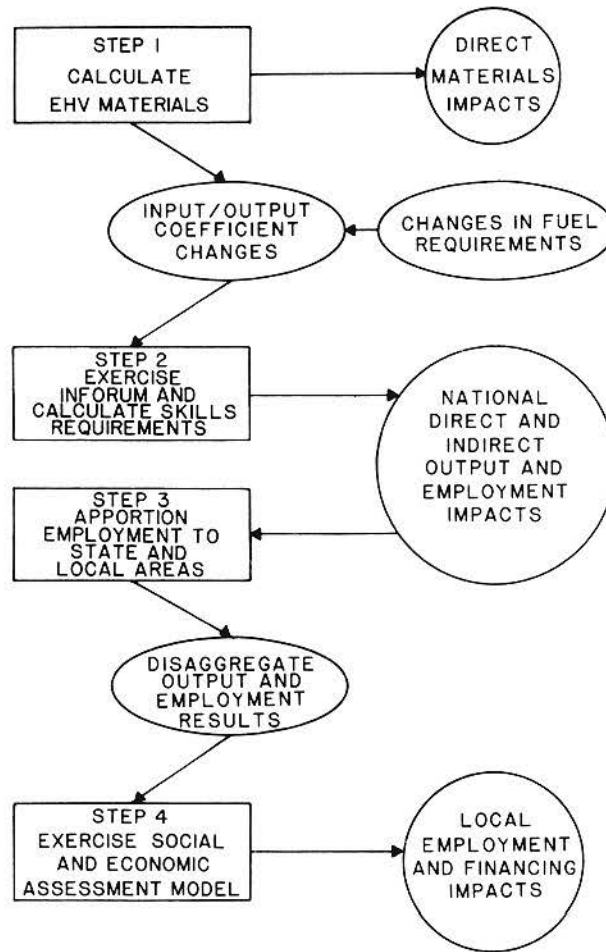 STEP 1
CALCULATE
EHV MATERIALS
DIRECT
MATERIALS
IMPACTS
INPUT/OUTPUT
COEFFICIENT
CHANGES
CHANGES IN FUEL
REQUIREMENTS
STEP 2
EXERCISE
INFORUM AND
CALCULATE SKILLS
REQUIREMENTS
NATIONAL
DIRECT AND
INDIRECT
OUTPUT AND
EMPLOYMENT
IMPACTS
STEP 3
APPORTION
EMPLOYMENT TO
STATE AND
LOCAL AREAS
DISAGGREGATE
OUTPUT AND
EMPLOYMENT
RESULTS
STEP 4
EXERCISE SOCIAL
AND ECONOMIC
ASSESSMENT MODEL
LOCAL
EMPLOYMENT
AND FINANCING
IMPACTS